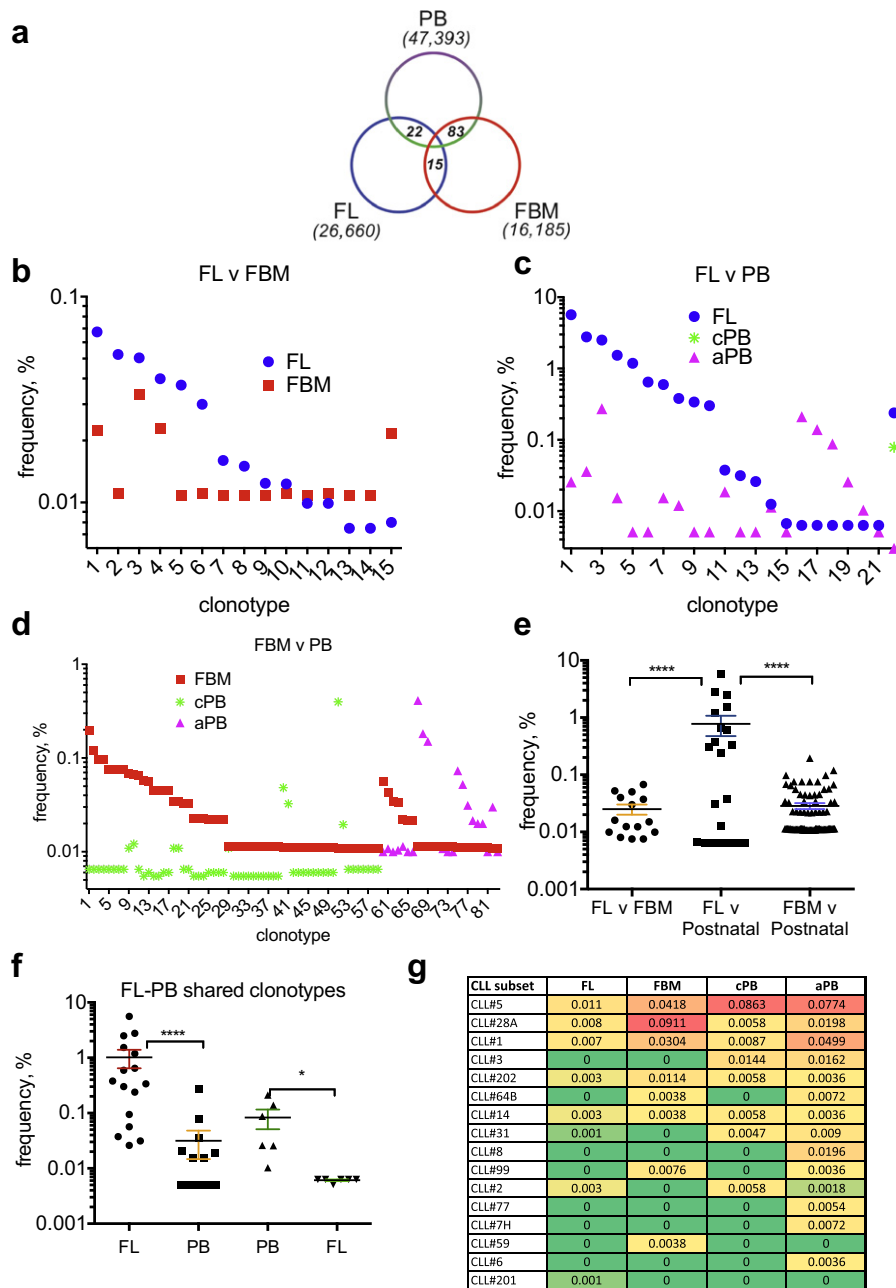 a
PB
(47,393)
22
83
15
FL
(26,660)
FBM
(16,185)
b
FL v FBM
frequency, %
0.1
0.01
FL
FBM
1 2 3 4 5 6 7 8 9 10 11 12 13 14 15
clonotype
c
FL v PB
frequency, %
10
1
0.1
0.01
FL
cPB
aPB
1 3 5 7 9 11 13 15 17 19 21
clonotype
d
FBM v PB
frequency, %
1
0.1
0.01
FBM
cPB
aPB
1 5 9 13 17 21 25 29 33 37 41 45 49 53 57 61 65 69 73 77 81
clonotype
e
frequency, %
10
1
0.1
0.01
0.001
**** ****
FL v FBM
FL v
Postnatal
FBM v
Postnatal
f
FL-PB shared clonotypes
frequency, %
10
1
0.1
0.01
0.001
****
*
FL PB PB FL
g
CLL subset FL FBM cPB aPB
CLL#5 0.011 0.0418 0.0863 0.0774
CLL#28A 0.008 0.0911 0.0058 0.0198
CLL#1 0.007 0.0304 0.0087 0.0499
CLL#3 0 0 0.0144 0.0162
CLL#202 0.003 0.0114 0.0058 0.0036
CLL#64B 0 0.0038 0 0.0072
CLL#14 0.003 0.0038 0.0058 0.0036
CLL#31 0.001 0 0.0047 0.009
CLL#8 0 0 0 0.0196
CLL#99 0 0.0076 0 0.0036
CLL#2 0.003 0 0.0058 0.0018
CLL#77 0 0 0 0.0054
CLL#7H 0 0 0 0.0072
CLL#59 0 0.0038 0 0
CLL#6 0 0 0 0.0036
CLL#201 0.001 0 0 0